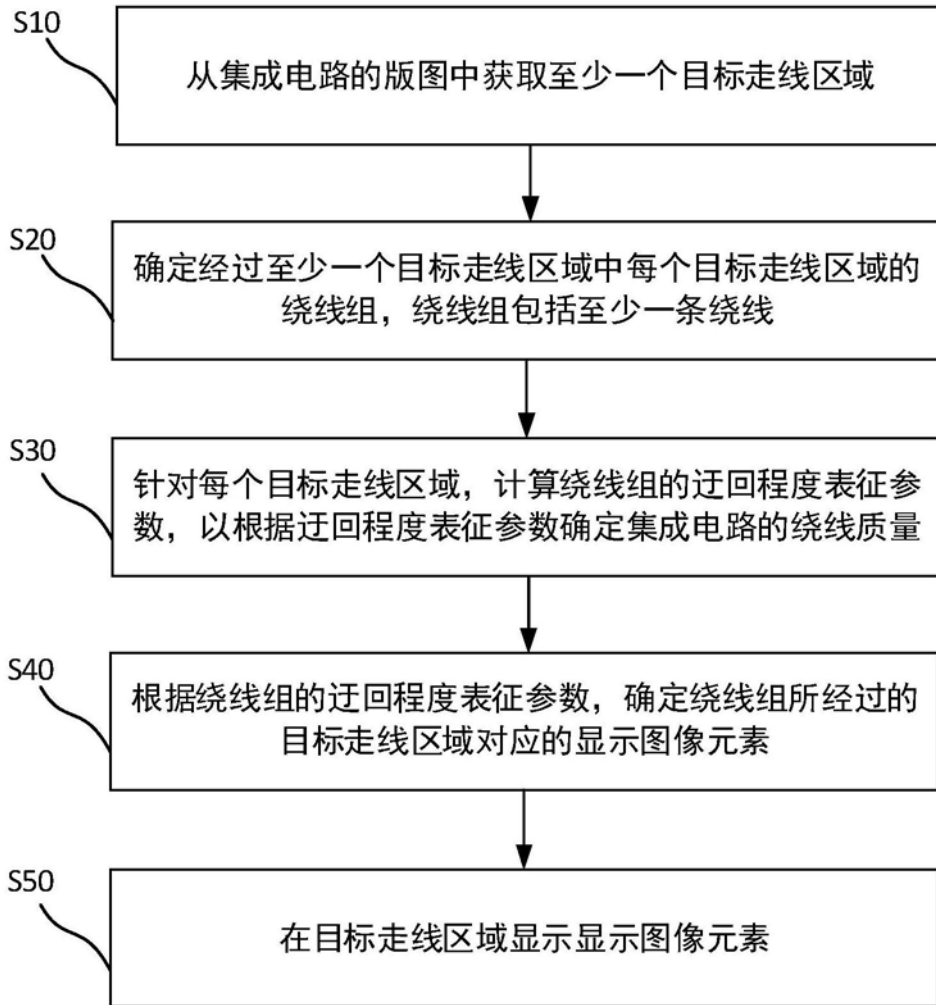 S10
从集成电路的版图中获取至少一个目标走线区域
S20
确定经过至少一个目标走线区域中每个目标走线区域的
绕线组，绕线组包括至少一条绕线
S30
针对每个目标走线区域，计算绕线组的迂回程度表征参
数，以根据迂回程度表征参数确定集成电路的绕线质量
S40
根据绕线组的迂回程度表征参数，确定绕线组所经过的
目标走线区域对应的显示图像元素
S50
在目标走线区域显示显示图像元素